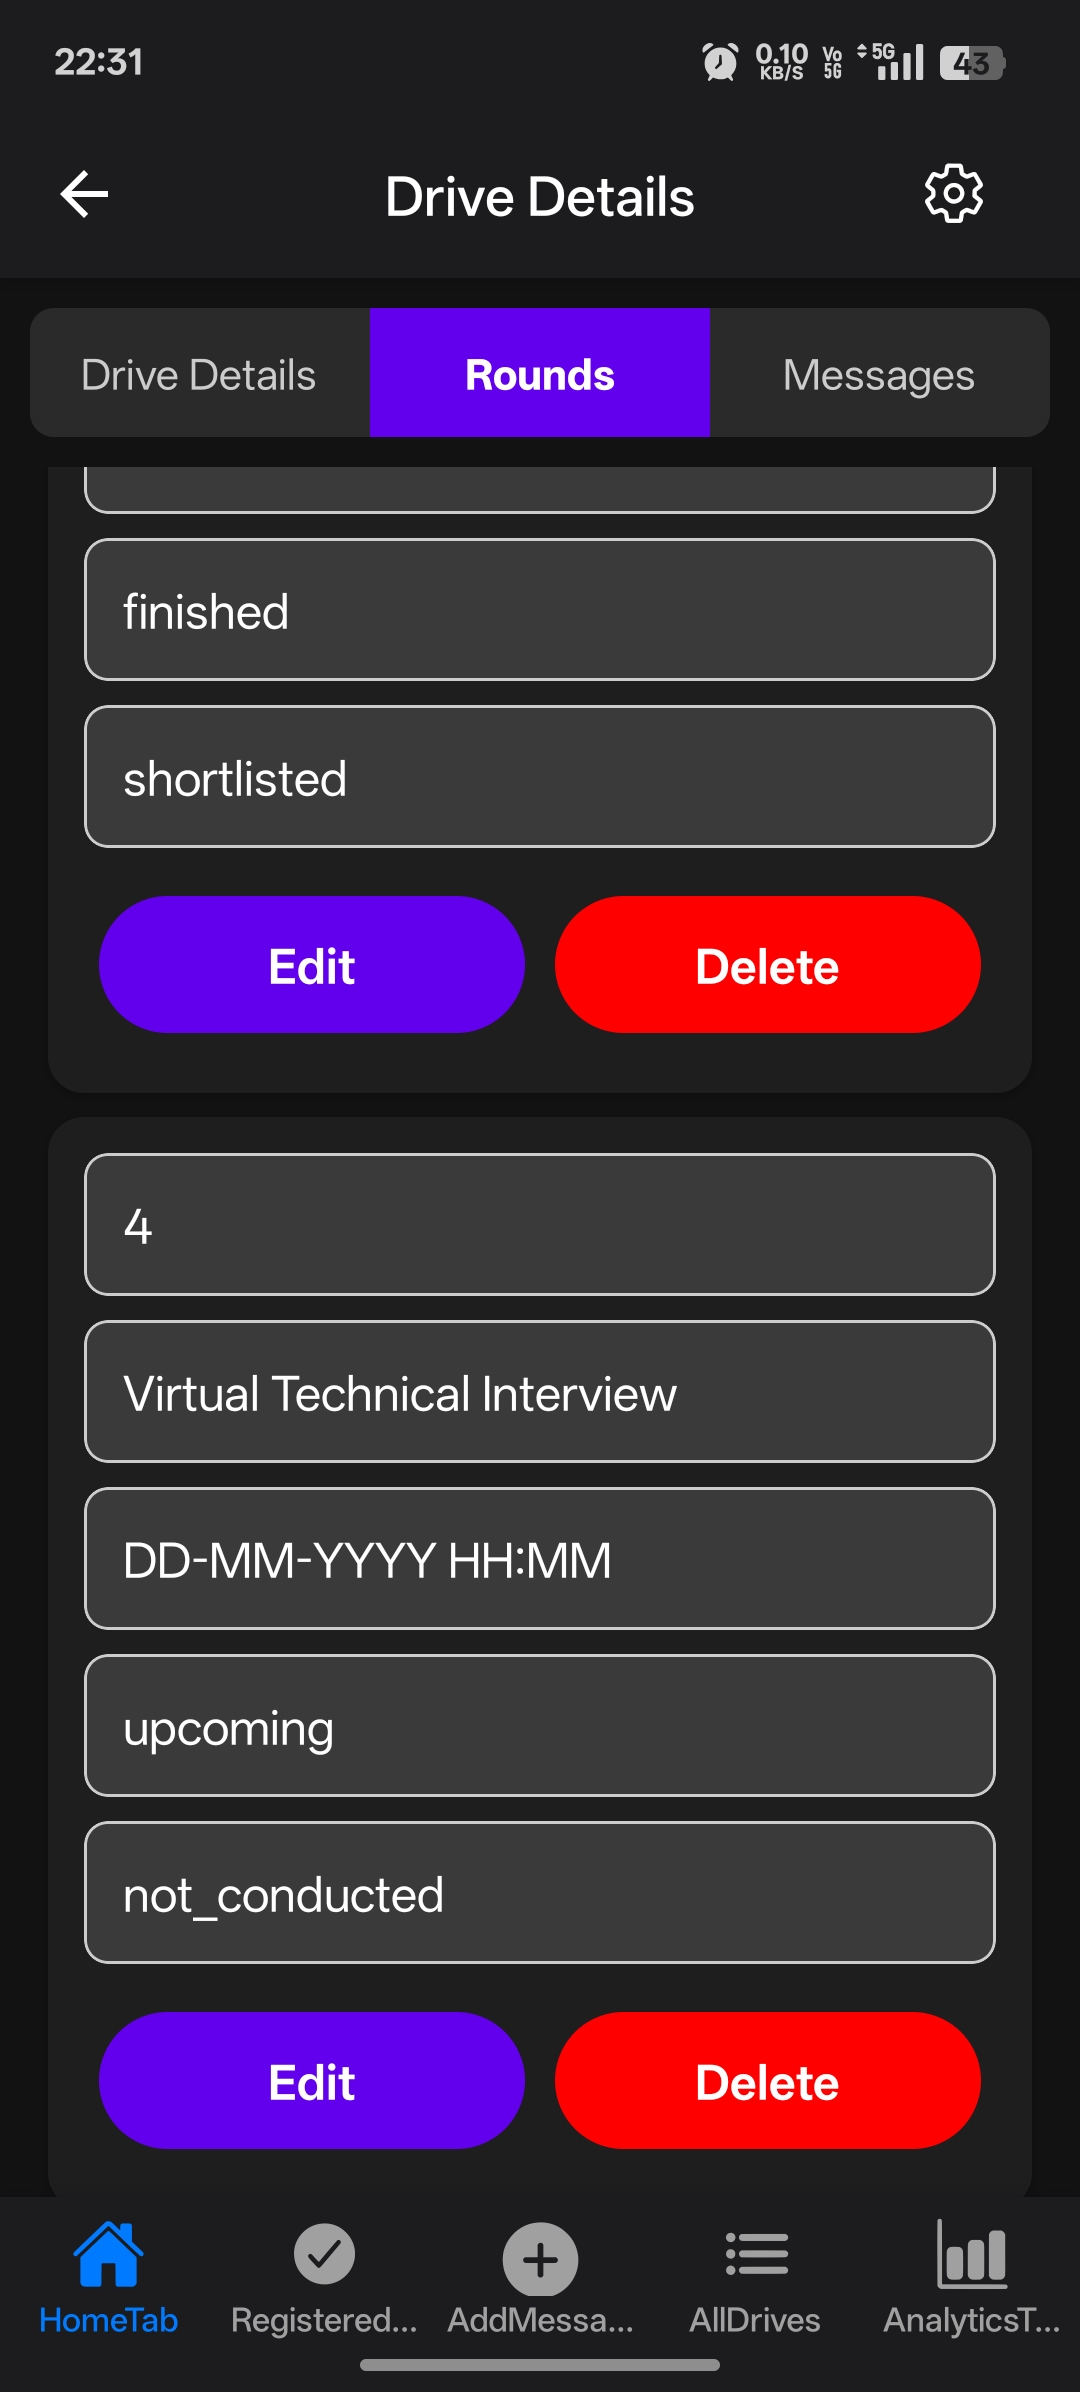 22:31
0.10
KB/S
Vo
5G
5G
43
Drive Details
Drive Details
Rounds
Messages
finished
shortlisted
Edit
Delete
4
Virtual Technical Interview
DD-MM-YYYY HH:MM
upcoming
not_conducted
Edit
Delete
HomeTab
Registered...
AddMessa...
AllDrives
AnalyticsT...